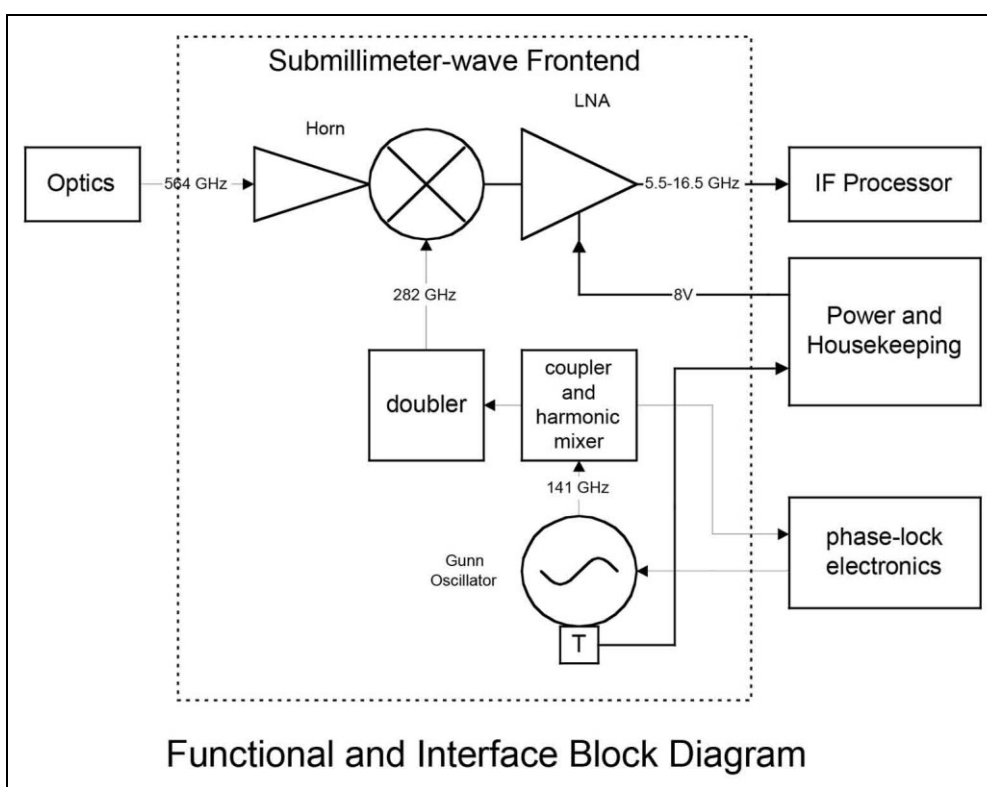 Submillimeter-wave Frontend
LNA
Horn
Optics
564 GHz
5.5-16.5 GHz
IF Processor
282 GHz
8V
Power and
Housekeeping
doubler
coupler
and
harmonic
mixer
141 GHz
Gunn
Oscillator
phase-lock
electronics
T
Functional and Interface Block Diagram